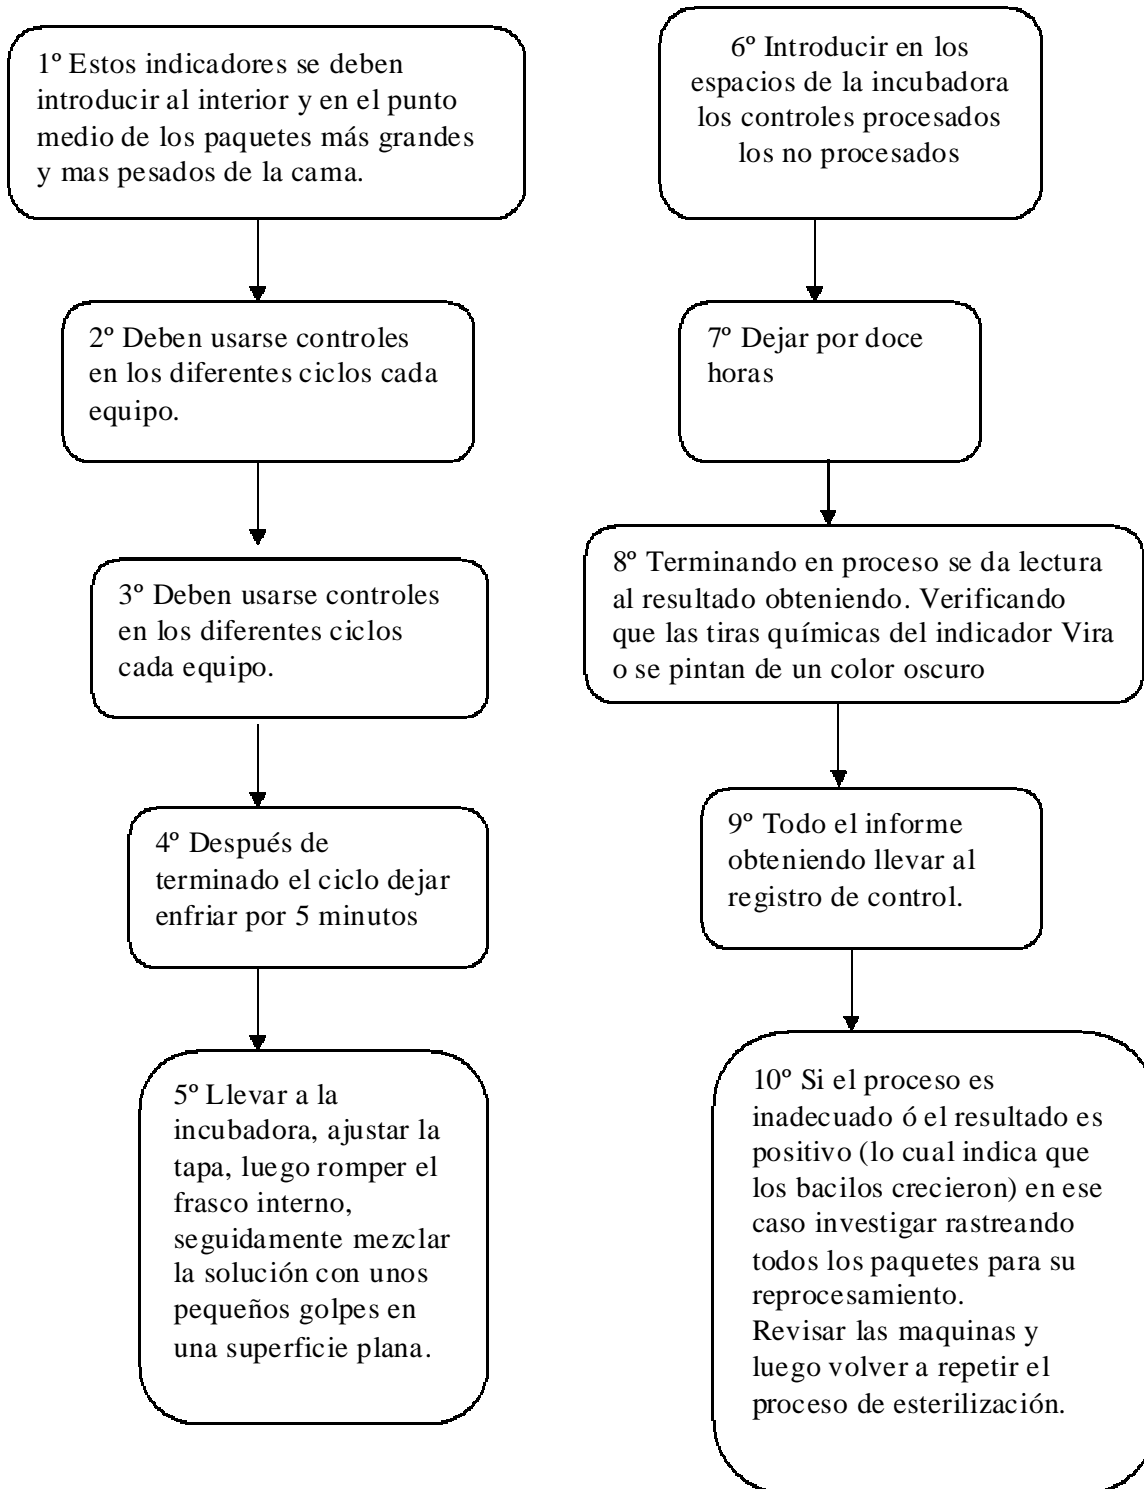 1º Estos indicadores se deben
introducir al interior y en el punto
medio de los paquetes más grandes
y mas pesados de la cama.
2º Deben usarse controles
en los diferentes ciclos cada
equipo.
3º Deben usarse controles
en los diferentes ciclos
cada equipo.
4º Después de
terminado el ciclo dejar
enfriar por 5 minutos
5º Llevar a la
incubadora, ajustar la
tapa, luego romper el
frasco interno,
seguidamente mezclar
la solución con unos
pequeños golpes en
una superficie plana.
6º Introducir en los
espacios de la incubadora
los controles procesados
los no procesados
7º Dejar por doce
horas
8º Terminando en proceso se da lectura
al resultado obteniendo. Verificando
que las tiras químicas del indicador Vira
o se pintan de un color oscuro
9º Todo el informe
obteniendo llevar al
registro de control.
10º Si el proceso es
inadecuado ó el resultado es
positivo (lo cual indica que
los bacilos crecieron) en ese
caso investigar rastreando
todos los paquetes para su
reprocesamiento.
Revisar las maquinas y
luego volver a repetir el
proceso de esterilización.